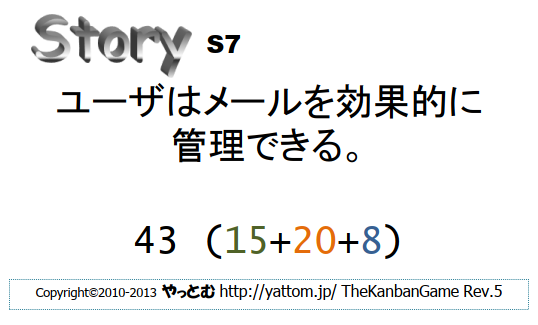 Story S7
ユーザはメールを効果的に
管理できる。
43 (15+20+8)
Copyright©2010-2013 やっとむ http://yattom.jp/ TheKanbanGame Rev.5